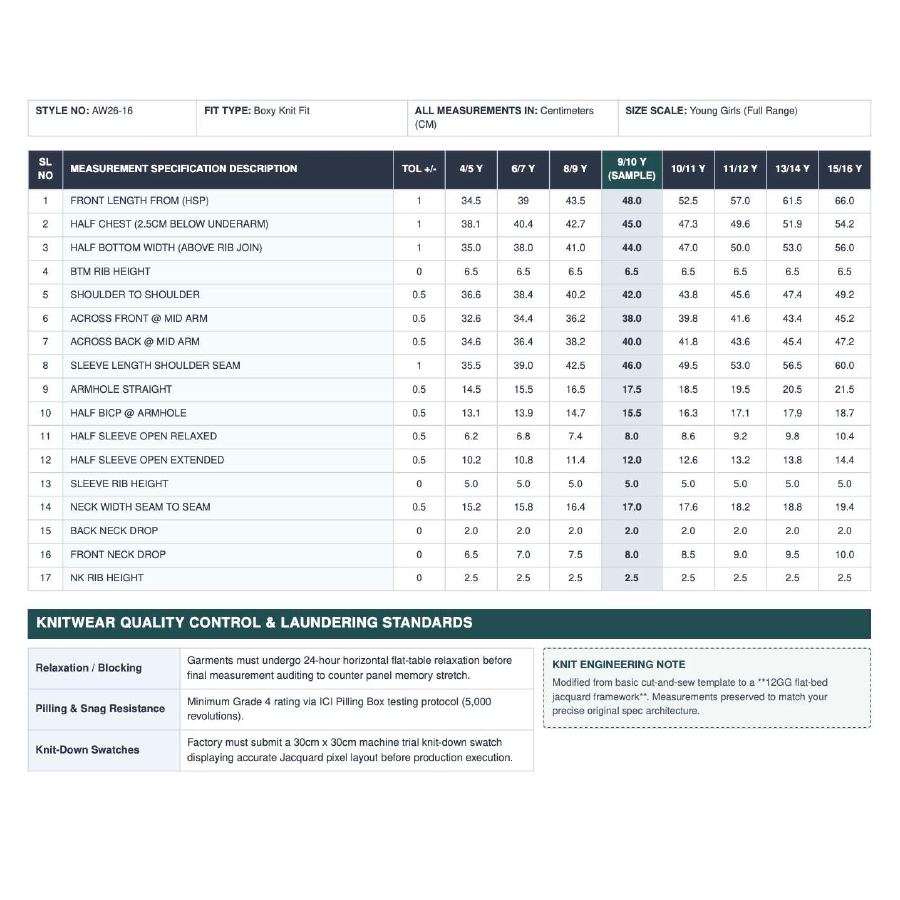 STYLE NO: AW26-16 FIT TYPE: Boxy Knit Fit ALL MEASUREMENTS IN: Centimeters (CM) SIZE SCALE: Young Girls (Full Range)
SL NO MEASUREMENT SPECIFICATION DESCRIPTION TOL +/- 4/5 Y 6/7 Y 8/9 Y 9/10 Y (SAMPLE) 10/11 Y 11/12 Y 13/14 Y 15/16 Y
1 FRONT LENGTH FROM (HSP) 1 34.5 39 43.5 48.0 52.5 57.0 61.5 66.0
2 HALF CHEST (2.5CM BELOW UNDERARM) 1 38.1 40.4 42.7 45.0 47.3 49.6 51.9 54.2
3 HALF BOTTOM WIDTH (ABOVE RIB JOIN) 1 35.0 38.0 41.0 44.0 47.0 50.0 53.0 56.0
4 BTM RIB HEIGHT 0 6.5 6.5 6.5 6.5 6.5 6.5 6.5 6.5
5 SHOULDER TO SHOULDER 0.5 36.6 38.4 40.2 42.0 43.8 45.6 47.4 49.2
6 ACROSS FRONT @ MID ARM 0.5 32.6 34.4 36.2 38.0 39.8 41.6 43.4 45.2
7 ACROSS BACK @ MID ARM 0.5 34.6 36.4 38.2 40.0 41.8 43.6 45.4 47.2
8 SLEEVE LENGTH SHOULDER SEAM 1 35.5 39.0 42.5 46.0 49.5 53.0 56.5 60.0
9 ARMHOLE STRAIGHT 0.5 14.5 15.5 16.5 17.5 18.5 19.5 20.5 21.5
10 HALF BICP @ ARMHOLE 0.5 13.1 13.9 14.7 15.5 16.3 17.1 17.9 18.7
11 HALF SLEEVE OPEN RELAXED 0.5 6.2 6.8 7.4 8.0 8.6 9.2 9.8 10.4
12 HALF SLEEVE OPEN EXTENDED 0.5 10.2 10.8 11.4 12.0 12.6 13.2 13.8 14.4
13 SLEEVE RIB HEIGHT 0 5.0 5.0 5.0 5.0 5.0 5.0 5.0 5.0
14 NECK WIDTH SEAM TO SEAM 0.5 15.2 15.8 16.4 17.0 17.6 18.2 18.8 19.4
15 BACK NECK DROP 0 2.0 2.0 2.0 2.0 2.0 2.0 2.0 2.0
16 FRONT NECK DROP 0 6.5 7.0 7.5 8.0 8.5 9.0 9.5 10.0
17 NK RIB HEIGHT 0 2.5 2.5 2.5 2.5 2.5 2.5 2.5 2.5
KNITWEAR QUALITY CONTROL & LAUNDERING STANDARDS
Relaxation / Blocking
Garments must undergo 24-hour horizontal flat-table relaxation before
final measurement auditing to counter panel memory stretch.
Pilling & Snag Resistance
Minimum Grade 4 rating via ICI Pilling Box testing protocol (5,000
revolutions).
Knit-Down Swatches
Factory must submit a 30cm x 30cm machine trial knit-down swatch
displaying accurate Jacquard pixel layout before production execution.
KNIT ENGINEERING NOTE
Modified from basic cut-and-sew template to a **12GG flat-bed
jacquard framework**. Measurements preserved to match your
precise original spec architecture.